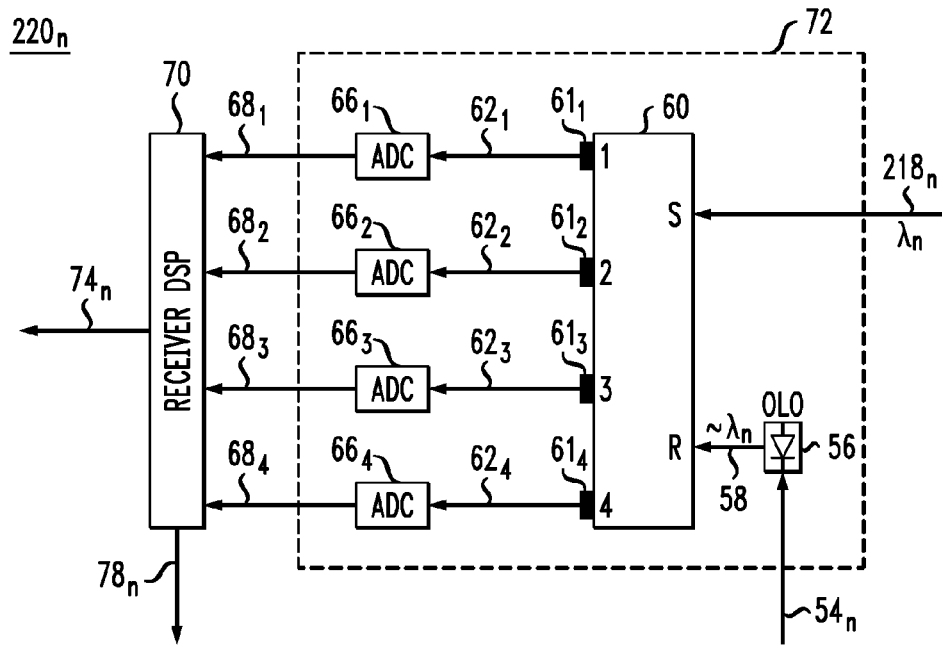 220n
72
70
68₁ 66₁ 62₁ 61₁ 60
ADC 1
218n
S
λn
68₂ 66₂ 62₂ 61₂
ADC 2
74n
RECEIVER DSP
68₃ 66₃ 62₃ 61₃
ADC 3
OLO
~λn
R
56
58
68₄ 66₄ 62₄ 61₄
ADC 4
78n
54n